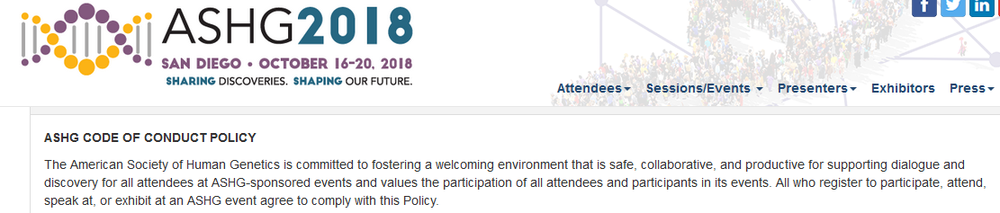 ASHG2018
SAN DIEGO • OCTOBER 16–20, 2018
SHARING DISCOVERIES. SHAPING OUR FUTURE.
f in
Attendees Sessions/Events Presenters Exhibitors Press
ASHG CODE OF CONDUCT POLICY
The American Society of Human Genetics is committed to fostering a welcoming environment that is safe, collaborative, and productive for supporting dialogue and
discovery for all attendees at ASHG-sponsored events and values the participation of all attendees and participants in its events. All who register to participate, attend,
speak at, or exhibit at an ASHG event agree to comply with this Policy.